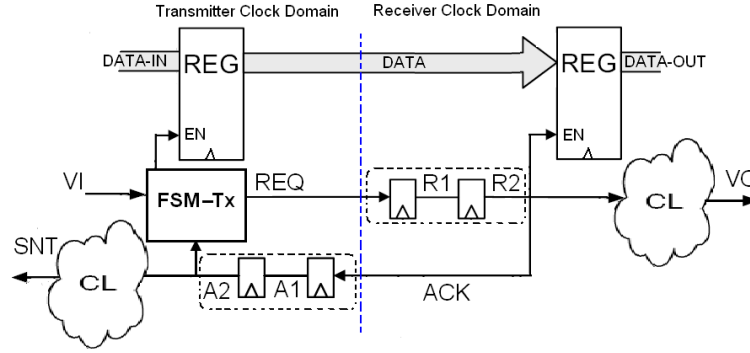 Transmitter Clock Domain
Receiver Clock Domain
DATA-IN
REG
DATA
REG
DATA-OUT
EN
EN
VI
FSM–Tx
REQ
R1
R2
CL
VO
SNT
CL
A2
A1
ACK